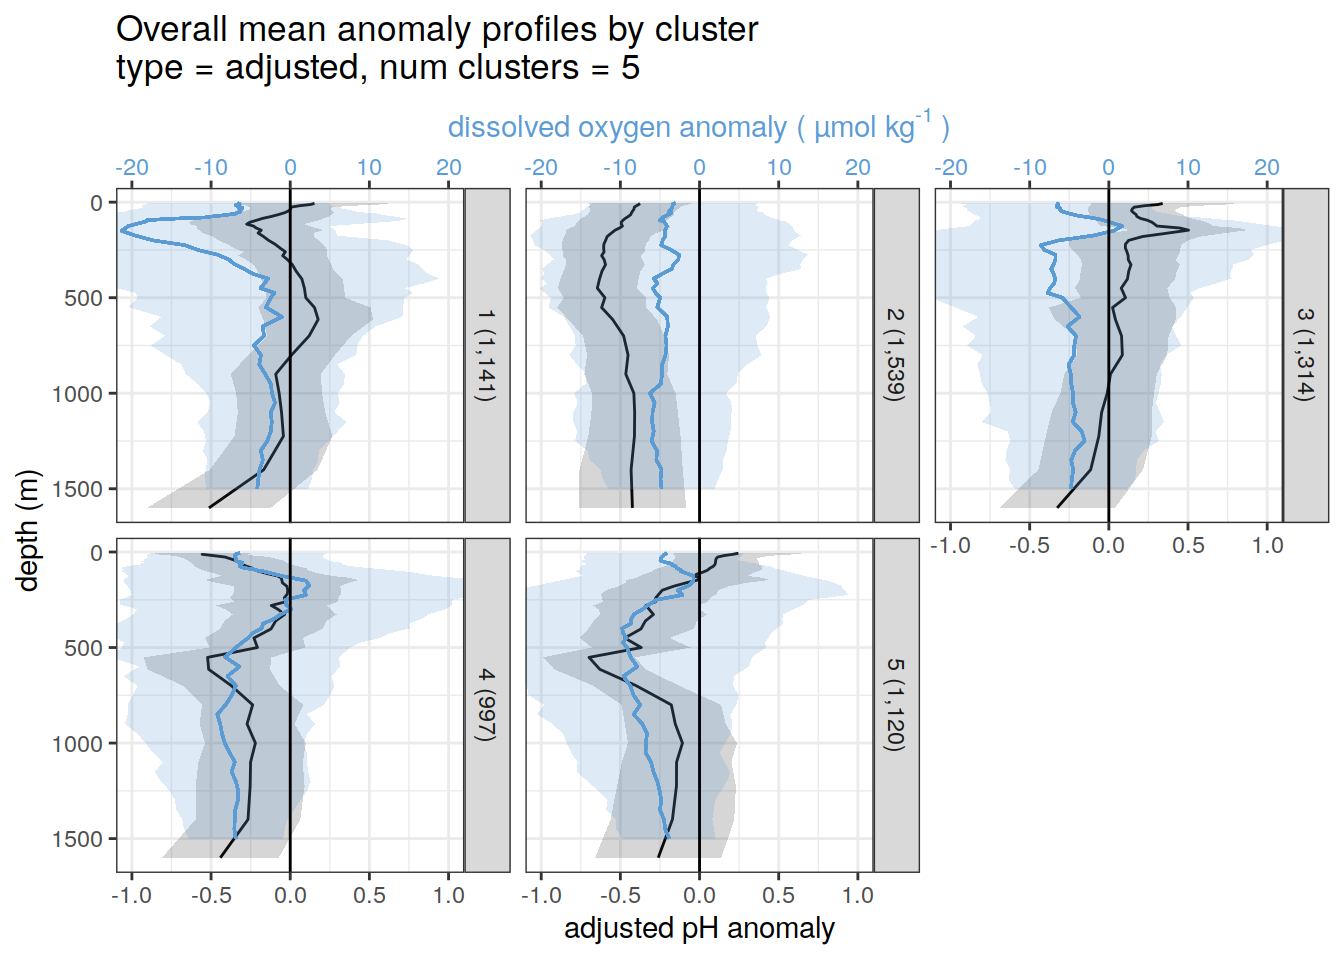 Overall mean anomaly profiles by cluster
type = adjusted, num clusters = 5
dissolved oxygen anomaly ( µmol kg⁻¹ )
-20 -10 0 10 20 -20 -10 0 10 20 -20 -10 0 10 20
0
500
1000
1500
1 (1,141)
2 (1,539)
3 (1,314)
-1.0 -0.5 0.0 0.5 1.0
depth (m)
0
500
1000
1500
4 (997)
5 (1,120)
-1.0 -0.5 0.0 0.5 1.0 -1.0 -0.5 0.0 0.5 1.0
adjusted pH anomaly